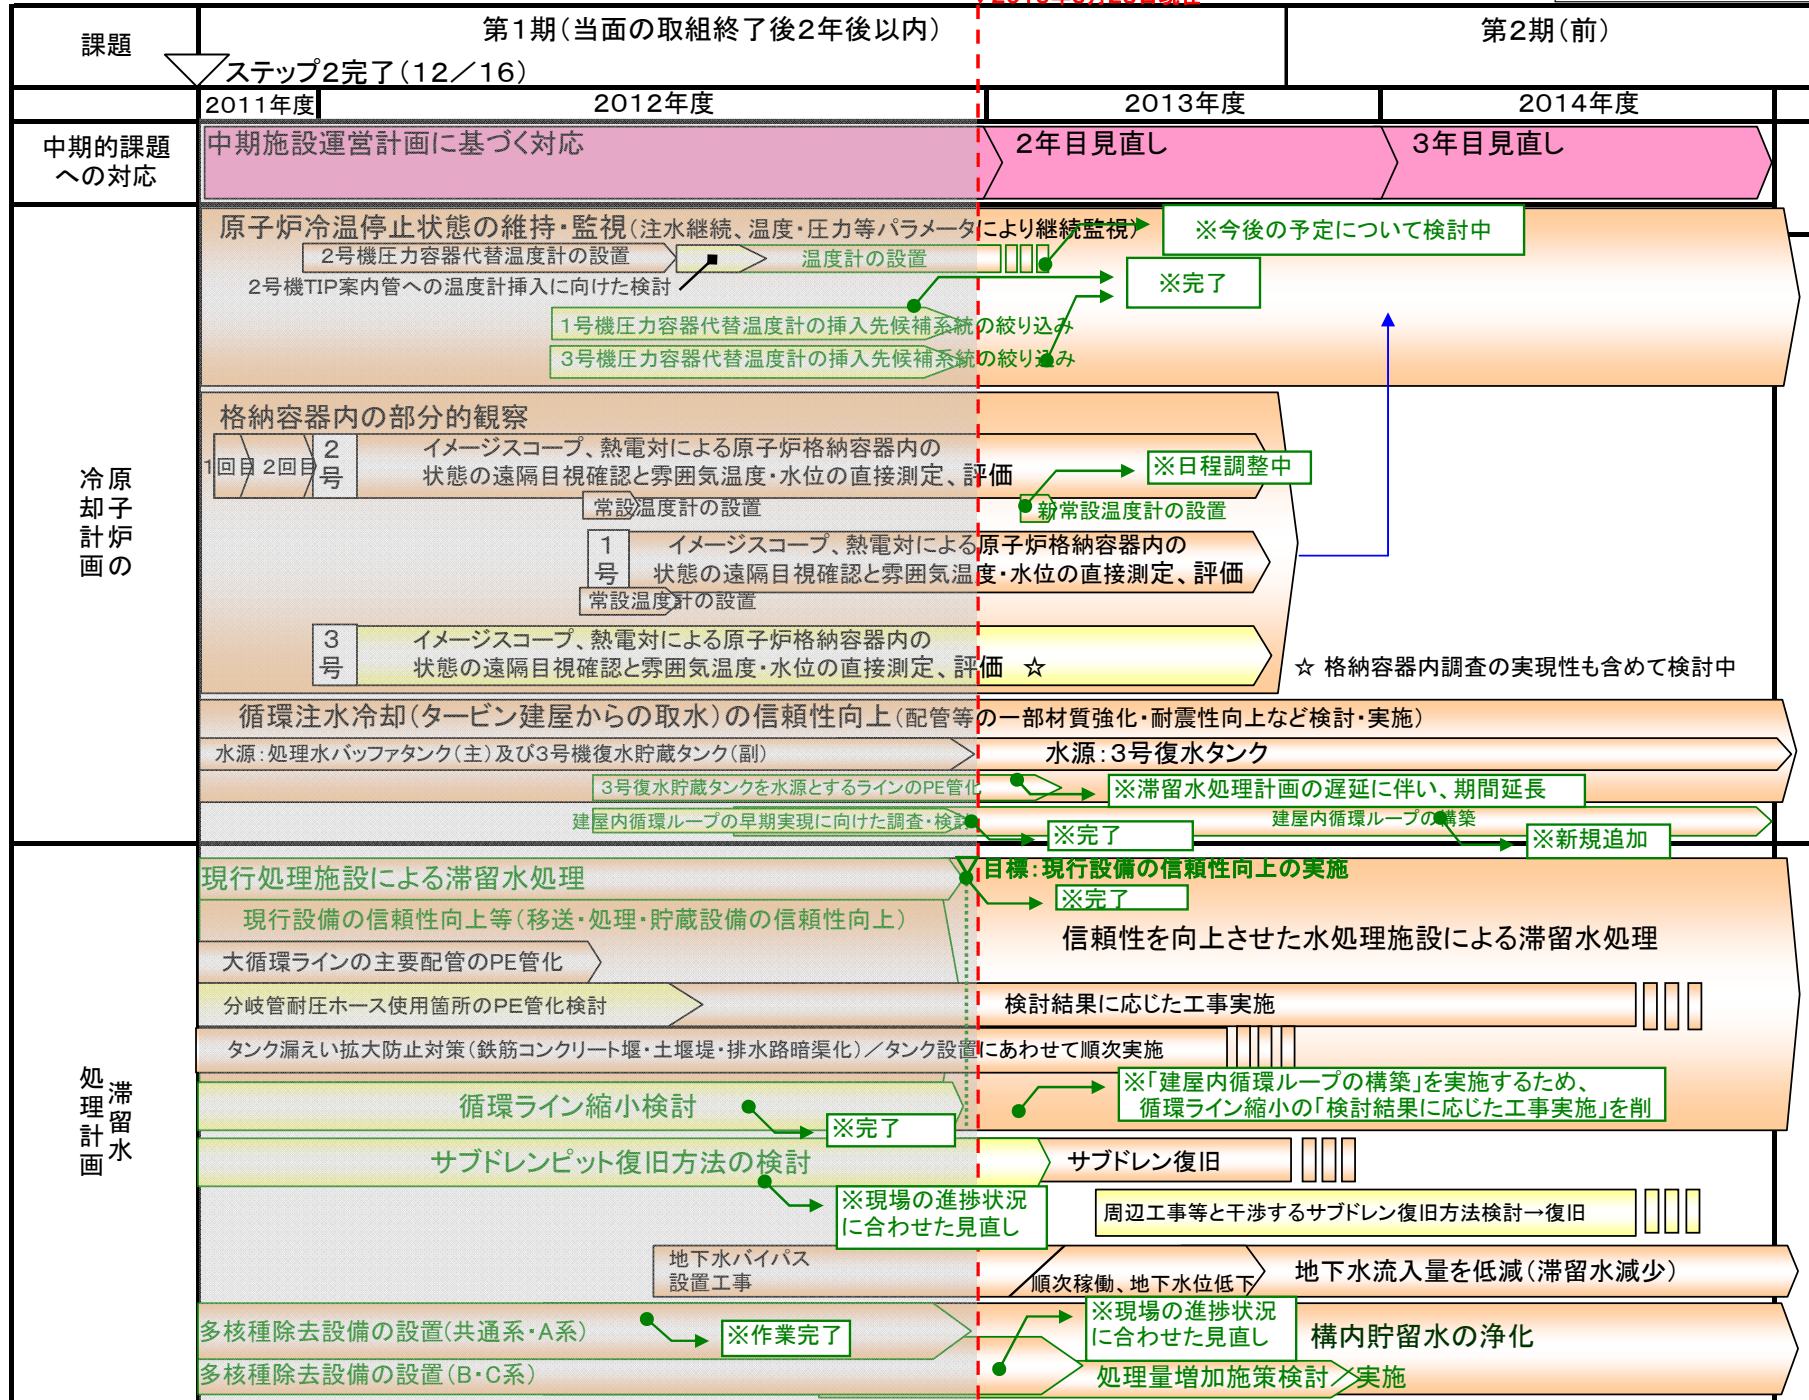 課題
第1期(当面の取組終了後2年後以内)
第2期(前)
ステップ2完了(12/16)
2011年度
2012年度
2013年度
2014年度
中期的課題
への対応
中期施設運営計画に基づく対応
2年目見直し
3年目見直し
原子炉の
冷却計画
原子炉冷温停止状態の維持・監視(注水継続、温度・圧力等パラメータにより継続監視)
※今後の予定について検討中
2号機圧力容器代替温度計の設置
温度計の設置
2号機TIP案内管への温度計挿入に向けた検討
※完了
1号機圧力容器代替温度計の挿入先候補系統の絞り込み
3号機圧力容器代替温度計の挿入先候補系統の絞り込み
格納容器内の部分的観察
1回目
2回目
2
号
イメージスコープ、熱電対による原子炉格納容器内の
状態の遠隔目視確認と雰囲気温度・水位の直接測定、評価
※日程調整中
常設温度計の設置
新常設温度計の設置
1
号
イメージスコープ、熱電対による原子炉格納容器内の
状態の遠隔目視確認と雰囲気温度・水位の直接測定、評価
常設温度計の設置
3
号
イメージスコープ、熱電対による原子炉格納容器内の
状態の遠隔目視確認と雰囲気温度・水位の直接測定、評価 ☆
☆ 格納容器内調査の実現性も含めて検討中
循環注水冷却(タービン建屋からの取水)の信頼性向上(配管等の一部材質強化・耐震性向上など検討・実施)
水源:処理水バッファタンク(主)及び3号機復水貯蔵タンク(副)
水源:3号復水タンク
3号復水貯蔵タンクを水源とするラインのPE管化
※滞留水処理計画の遅延に伴い、期間延長
建屋内循環ループの早期実現に向けた調査・検討
※完了
建屋内循環ループの構築
※新規追加
滞留水
処理計画
現行処理施設による滞留水処理
目標:現行設備の信頼性向上の実施
※完了
現行設備の信頼性向上等(移送・処理・貯蔵設備の信頼性向上)
信頼性を向上させた水処理施設による滞留水処理
大循環ラインの主要配管のPE管化
分岐管耐圧ホース使用箇所のPE管化検討
検討結果に応じた工事実施
タンク漏えい拡大防止対策(鉄筋コンクリート堰・土堰堤・排水路暗渠化)/タンク設置にあわせて順次実施
※「建屋内循環ループの構築」を実施するため、
循環ライン縮小の「検討結果に応じた工事実施」を削
循環ライン縮小検討
※完了
サブドレンピット復旧方法の検討
サブドレン復旧
※現場の進捗状況
に合わせた見直し
周辺工事等と干渉するサブドレン復旧方法検討→復旧
地下水バイパス
設置工事
順次稼働、地下水位低下
地下水流入量を低減(滞留水減少)
多核種除去設備の設置(共通系・A系)
※作業完了
※現場の進捗状況
に合わせた見直し
構内貯留水の浄化
多核種除去設備の設置(B・C系)
処理量増加施策検討/実施